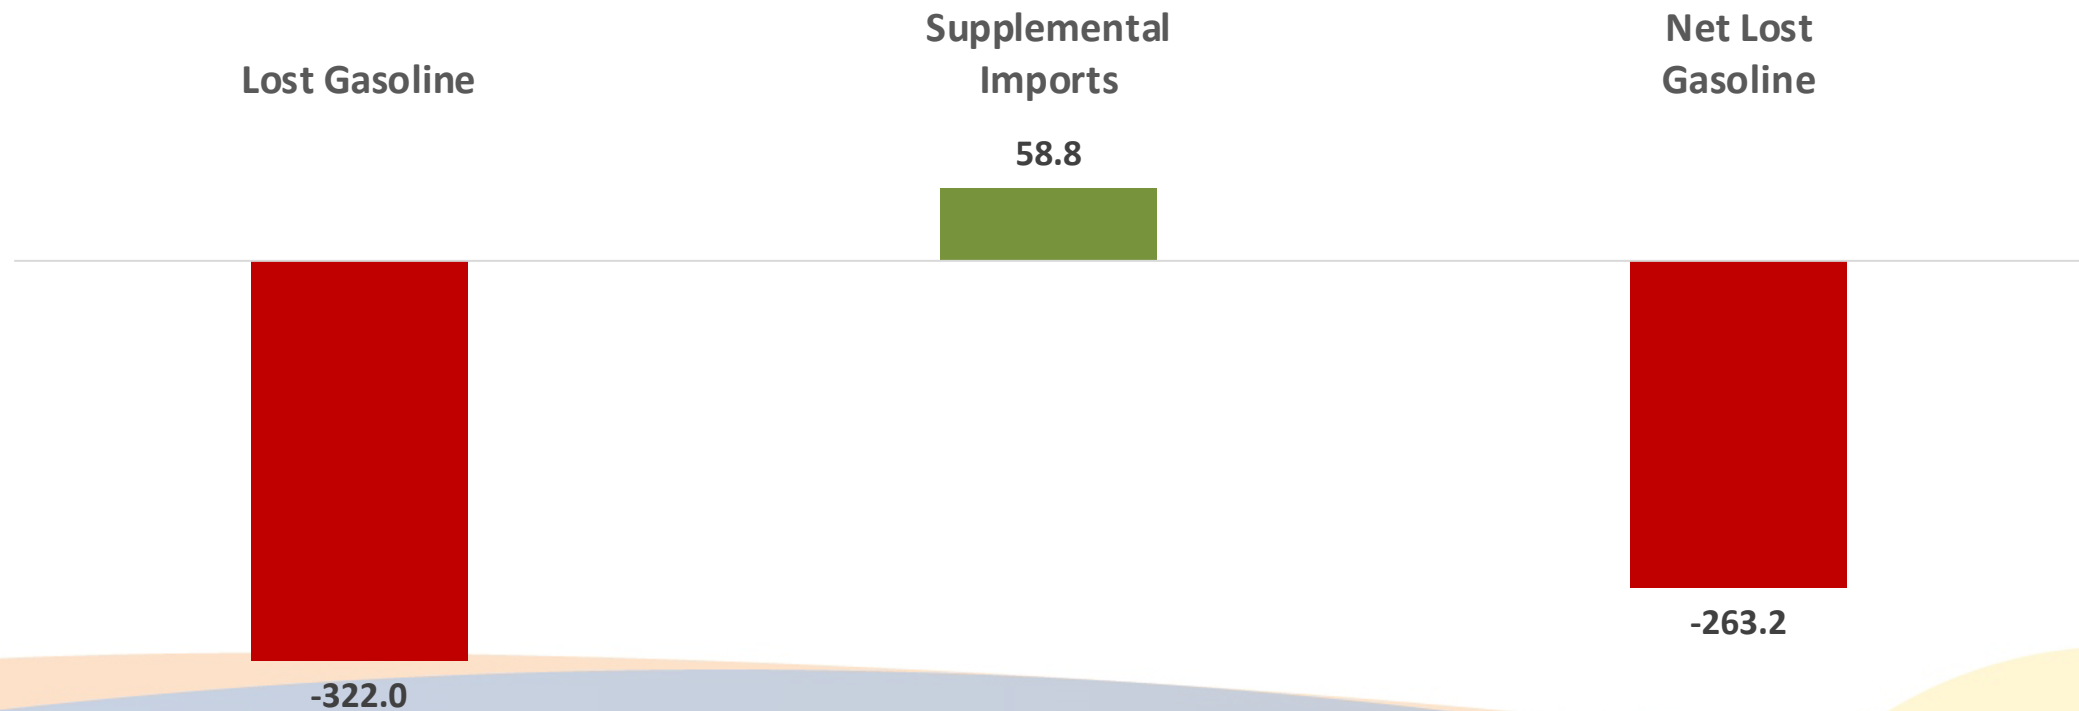 Lost Gasoline
Supplemental
Imports
Net Lost
Gasoline
58.8
-263.2
-322.0